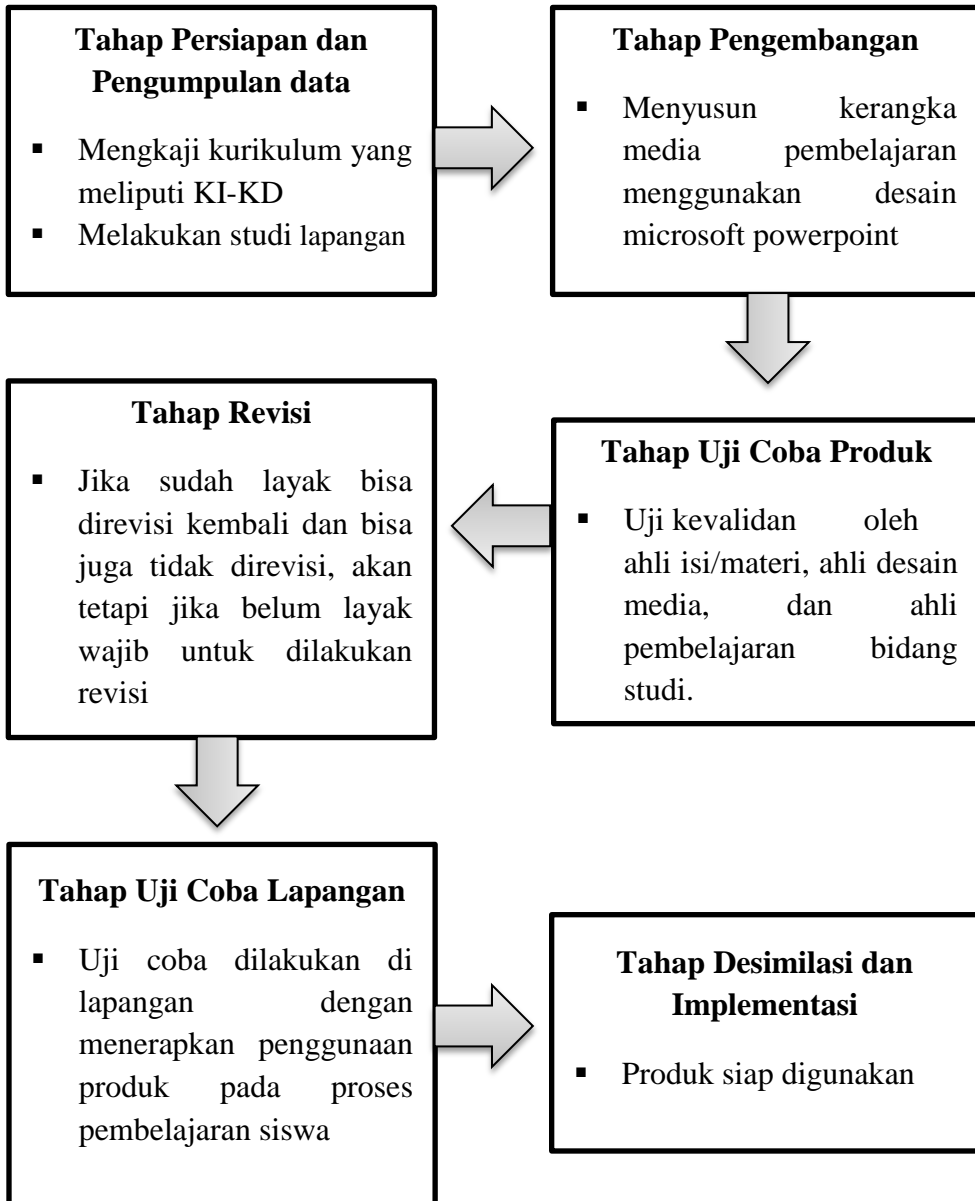 Tahap Persiapan dan
Pengumpulan data
▪ Mengkaji kurikulum yang
meliputi KI-KD
▪ Melakukan studi lapangan
Tahap Pengembangan
▪ Menyusun kerangka
media pembelajaran
menggunakan desain
microsoft powerpoint
Tahap Uji Coba Produk
▪ Uji kevalidan oleh
ahli isi/materi, ahli desain
media, dan ahli
pembelajaran bidang
studi.
Tahap Revisi
▪ Jika sudah layak bisa
direvisi kembali dan bisa
juga tidak direvisi, akan
tetapi jika belum layak
wajib untuk dilakukan
revisi
Tahap Uji Coba Lapangan
▪ Uji coba dilakukan di
lapangan dengan
menerapkan penggunaan
produk pada proses
pembelajaran siswa
Tahap Desimilasi dan
Implementasi
▪ Produk siap digunakan